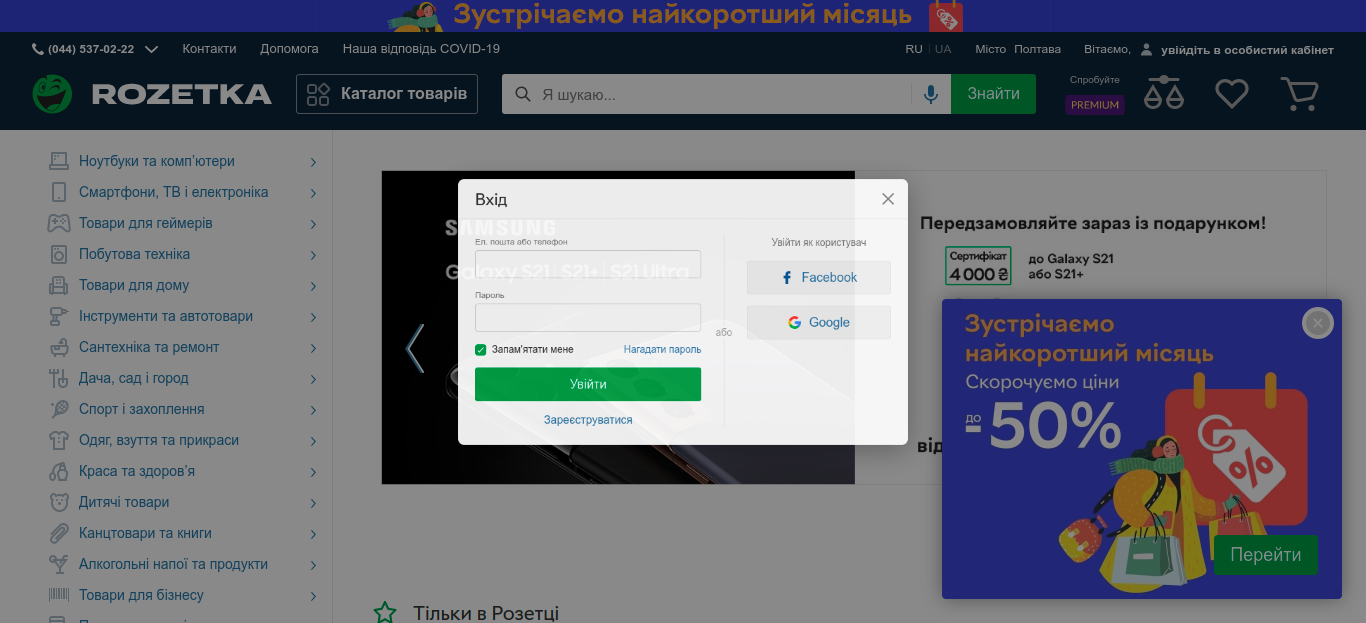 Зустрічаємо найкоротший місяць
(044) 537-02-22 Контакти Допомога Наша відповідь COVID-19 RU UA Місто Полтава Вітаємо, увійдіть в особистий кабінет
ROZETKA
Каталог товарів
Я шукаю...
Знайти
Спробуйте
PREMIUM
Ноутбуки та комп'ютери
Смартфони, ТВ і електроніка
Товари для геймерів
Побутова техніка
Товари для дому
Інструменти та автотовари
Сантехніка та ремонт
Дача, сад і город
Спорт і захоплення
Одяг, взуття та прикраси
Краса та здоров'я
Дитячі товари
Канцтовари та книги
Алкогольні напої та продукти
Товари для бізнесу
Вхід
SAMSUNG
Galaxy S21 | S21+ | S21 Ultra
Ел. пошта або телефон
Пароль
Запам'ятати мене
Нагадати пароль
Увійти
Зареєструватися
або
Увійти як користувач
Facebook
Google
Передзамовляйте зараз із подарунком!
Сертифікат
4 000 ₴
до Galaxy S21
або S21+
від
Зустрічаємо
найкоротший місяць
Скорочуємо ціни
до
-50%
%
Перейти
Тільки в Розетці